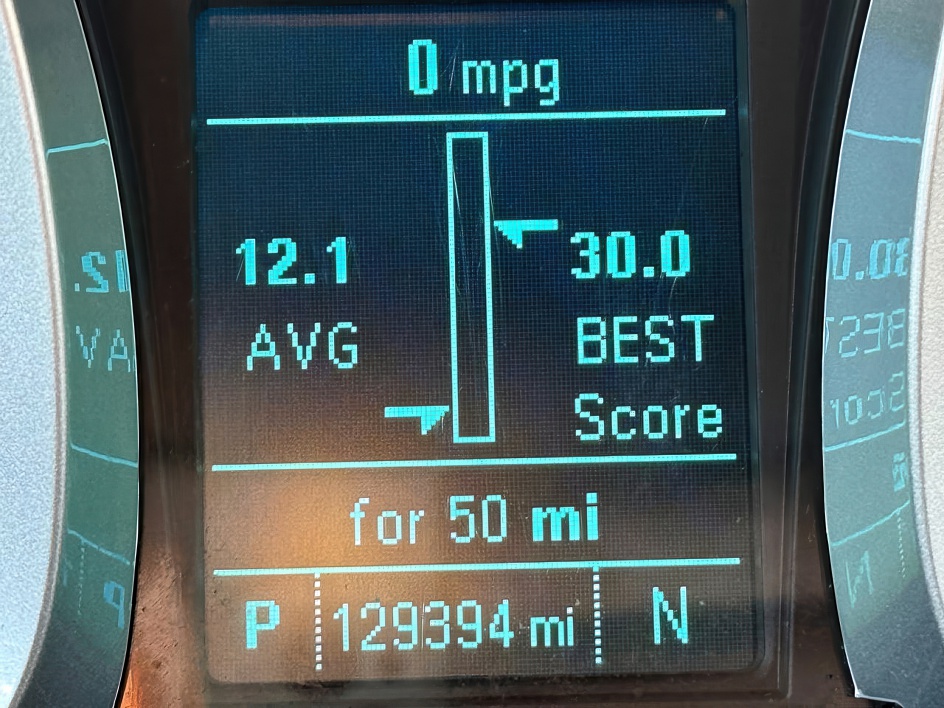 0 mpg
12.1 30.0
AVG BEST
Score
for 50 mi
P 129394 mi N